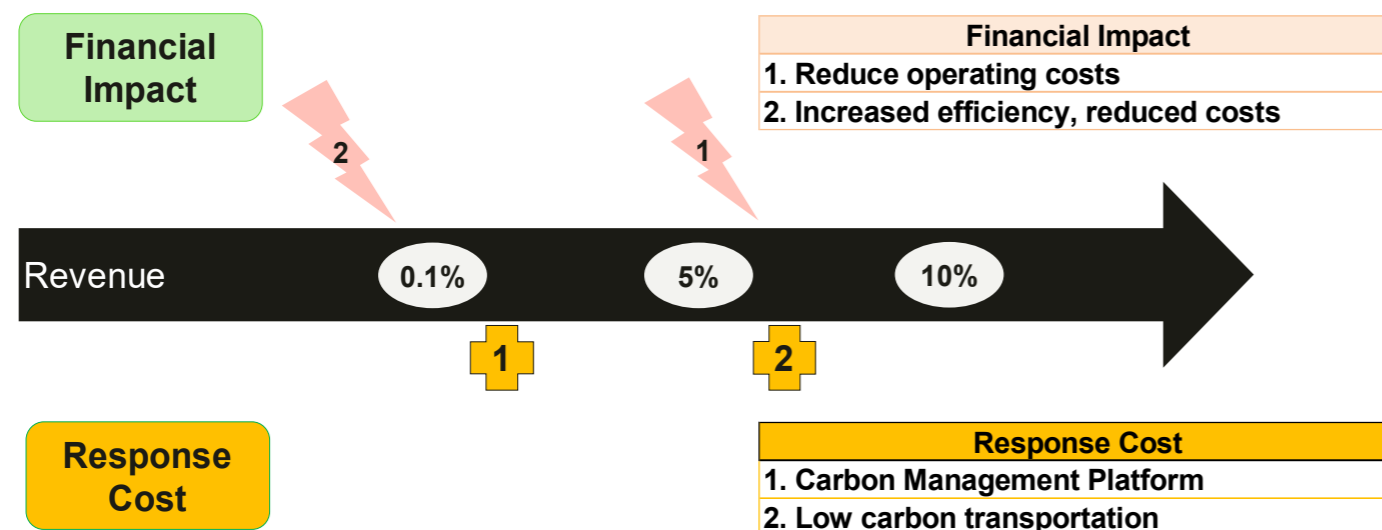 Financial
Impact
Financial Impact
1. Reduce operating costs
2. Increased efficiency, reduced costs
2
1
Revenue
0.1%
5%
10%
1
2
Response
Cost
Response Cost
1. Carbon Management Platform
2. Low carbon transportation